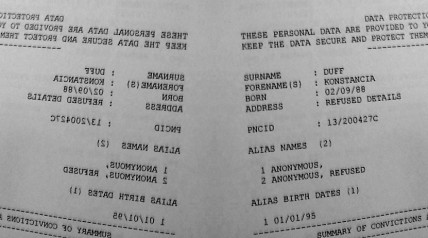 DATA PROTECTIO
THESE PERSONAL DATA ARE PROVIDED TO Y
KEEP THE DATA SECURE AND PROTECT THEM
SURNAME : DUFF
FORENAME(S) : KONSTANCIA
BORN : 02/09/88
ADDRESS : REFUSED DETAILS
PNCID : 13/200427C
ALIAS NAMES (2)
1 ANONYMOUS,
2 ANONYMOUS, REFUSED
ALIAS BIRTH DATES (1)
1 01/01/95
SUMMARY OF CONVICTIONS A